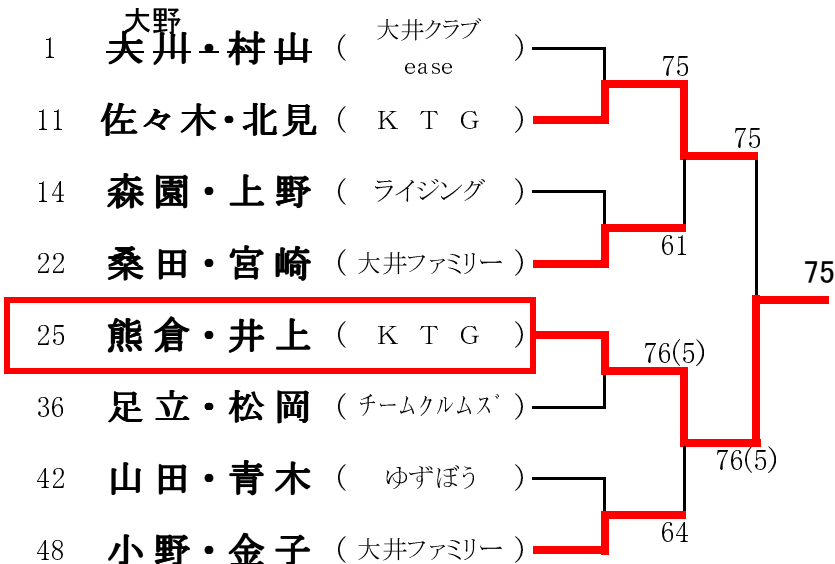 大野
1 大川・村山 ( 大井クラブ ease )
75
11 佐々木・北見 ( K T G )
75
14 森園・上野 ( ライジング )
61
22 桑田・宮崎 ( 大井ファミリー )
75
25 熊倉・井上 ( K T G )
76(5)
36 足立・松岡 ( チームクルムズ )
76(5)
42 山田・青木 ( ゆずぼう )
64
48 小野・金子 ( 大井ファミリー )